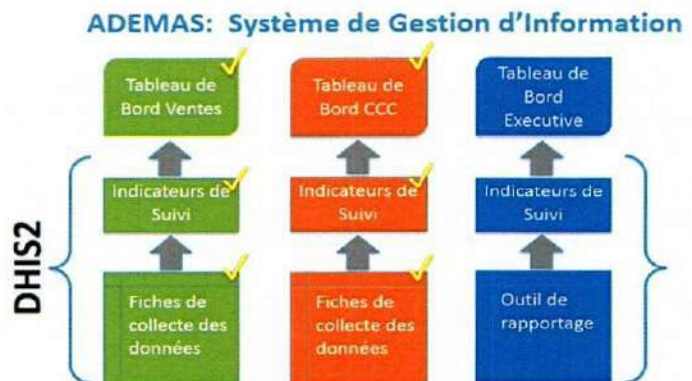 ADEMAS: Système de Gestion d'Information
Tableau de
Bord Ventes
Tableau de
Bord CCC
Tableau de
Bord
Executive
DHIS2
Indicateurs de
Suivi
Indicateurs de
Suivi
Indicateurs de
Suivi
Fiches de
collecte des
données
Fiches de
collecte des
données
Outil de
rapportage